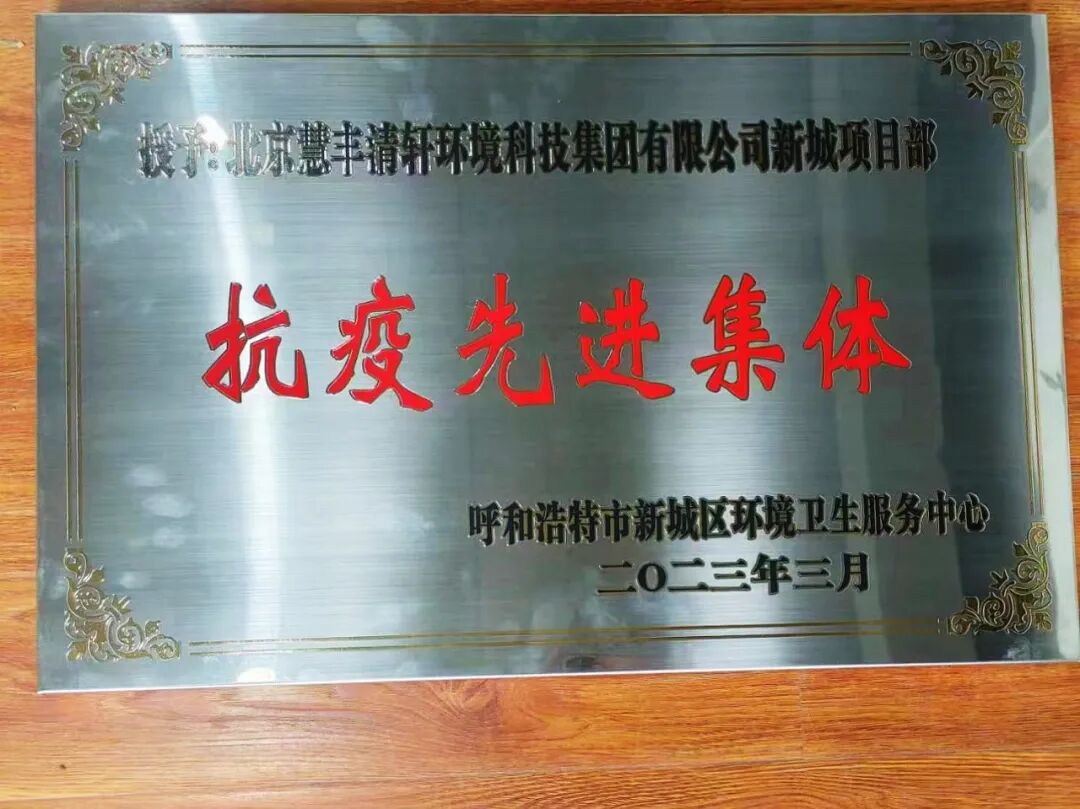 授予:北京慧丰清轩环境科技集团有限公司新城项目部
抗疫先进集体
呼和浩特市新城区环境卫生服务中心
二〇二三年三月